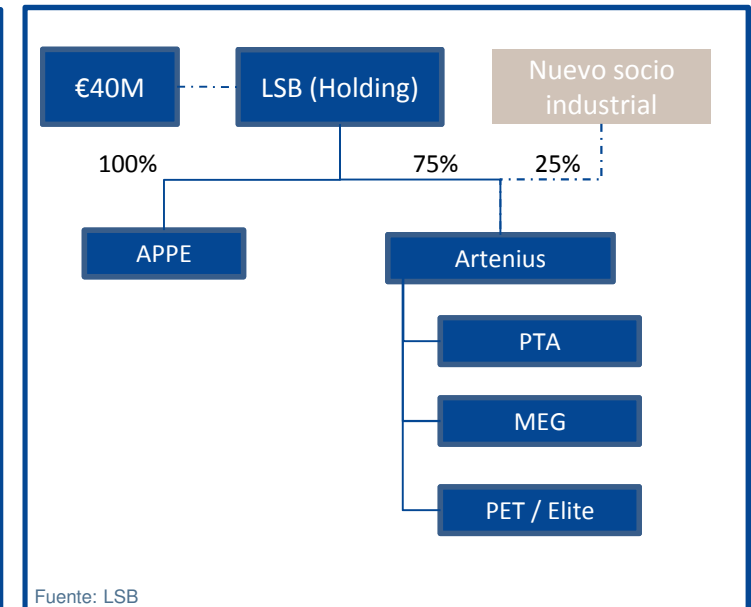 €40M
LSB (Holding)
Nuevo socio
industrial
100%
75%
25%
APPE
Artenius
PTA
MEG
PET / Elite
Fuente: LSB